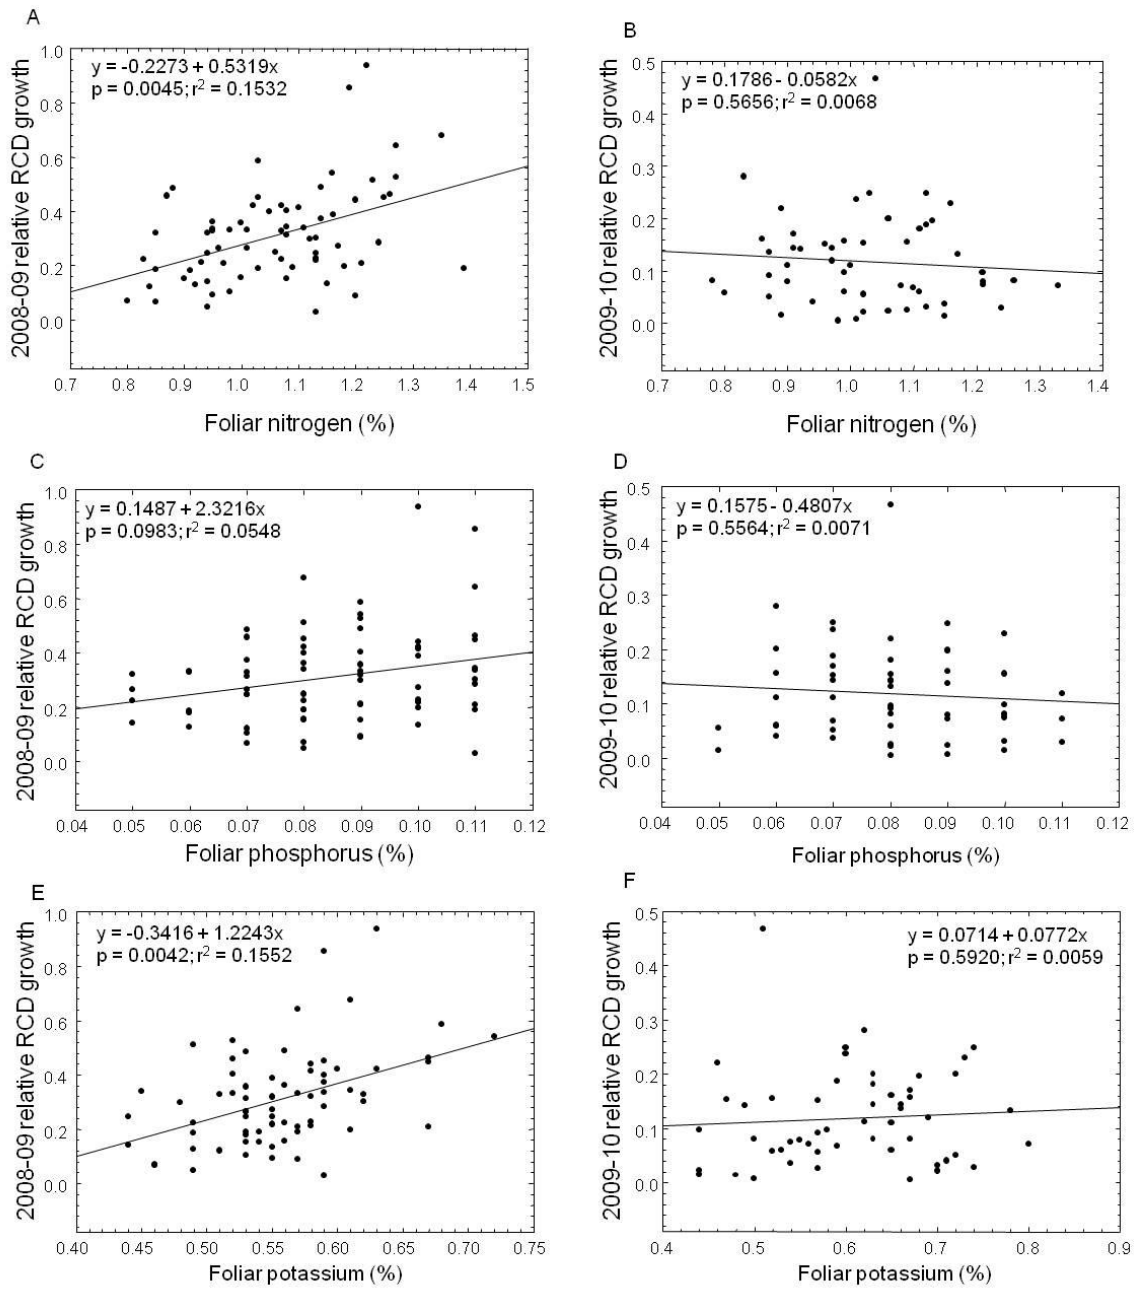 A
y = -0.2273 + 0.5319x
p = 0.0045; r² = 0.1532
2008-09 relative RCD growth
1.0
0.8
0.6
0.4
0.2
0.0
0.7 0.8 0.9 1.0 1.1 1.2 1.3 1.4 1.5
Foliar nitrogen (%)
B
y = 0.1786 - 0.0582x
p = 0.5656; r² = 0.0068
2009-10 relative RCD growth
0.5
0.4
0.3
0.2
0.1
0.0
0.7 0.8 0.9 1.0 1.1 1.2 1.3 1.4
Foliar nitrogen (%)
C
y = 0.1487 + 2.3216x
p = 0.0983; r² = 0.0548
2008-09 relative RCD growth
1.0
0.8
0.6
0.4
0.2
0.0
0.04 0.05 0.06 0.07 0.08 0.09 0.10 0.11 0.12
Foliar phosphorus (%)
D
y = 0.1575 - 0.4807x
p = 0.5564; r² = 0.0071
2009-10 relative RCD growth
0.5
0.4
0.3
0.2
0.1
0.0
0.04 0.05 0.06 0.07 0.08 0.09 0.10 0.11 0.12
Foliar phosphorus (%)
E
y = -0.3416 + 1.2243x
p = 0.0042; r² = 0.1552
2008-09 relative RCD growth
1.0
0.8
0.6
0.4
0.2
0.0
0.40 0.50 0.55 0.60 0.65 0.70 0.75
Foliar potassium (%)
F
y = 0.0714 + 0.0772x
p = 0.5920; r² = 0.0059
2009-10 relative RCD growth
0.5
0.4
0.3
0.2
0.1
0.0
0.4 0.5 0.6 0.7 0.8 0.9
Foliar potassium (%)